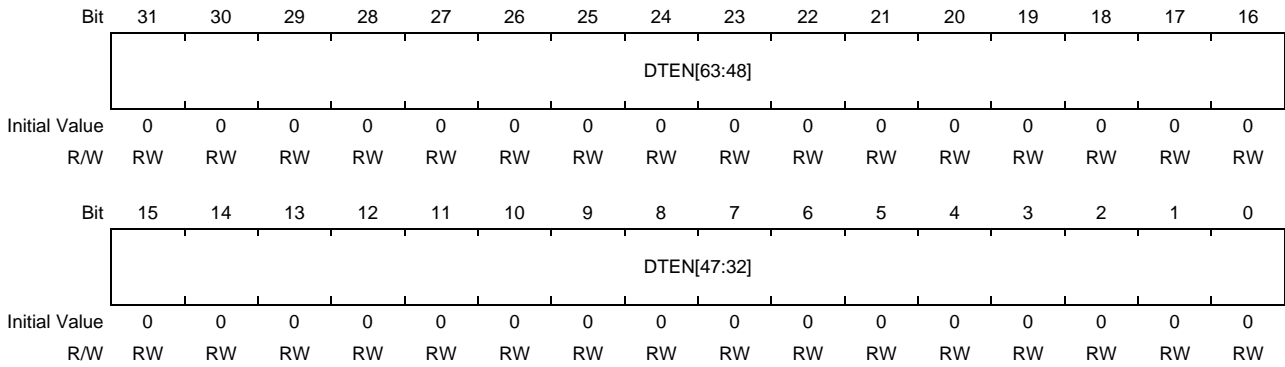 Bit 31 30 29 28 27 26 25 24 23 22 21 20 19 18 17 16
DTEN[63:48]
Initial Value 0 0 0 0 0 0 0 0 0 0 0 0 0 0 0 0
R/W RW RW RW RW RW RW RW RW RW RW RW RW RW RW RW RW
Bit 15 14 13 12 11 10 9 8 7 6 5 4 3 2 1 0
DTEN[47:32]
Initial Value 0 0 0 0 0 0 0 0 0 0 0 0 0 0 0 0
R/W RW RW RW RW RW RW RW RW RW RW RW RW RW RW RW RW